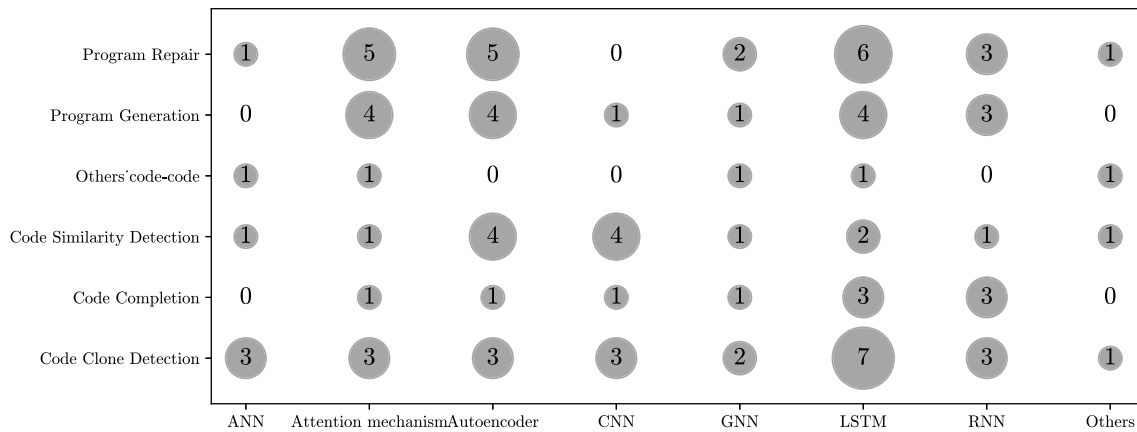 Program Repair 1 5 5 0 2 6 3 1
Program Generation 0 4 4 1 1 4 3 0
Others˙code-code 1 1 0 0 1 1 0 1
Code Similarity Detection 1 1 4 4 1 2 1 1
Code Completion 0 1 1 1 1 3 3 0
Code Clone Detection 3 3 3 3 2 7 3 1
ANN Attention mechanism Autoencoder CNN GNN LSTM RNN Others